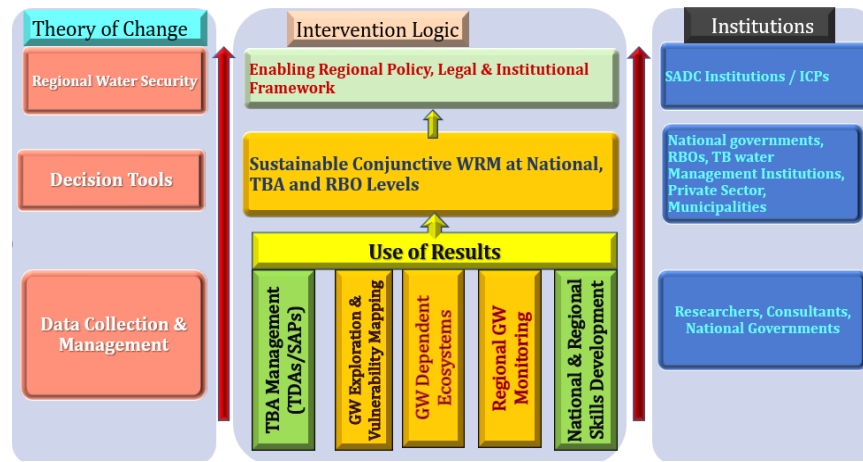 Theory of Change
Regional Water Security
Decision Tools
Data Collection &
Management
Intervention Logic
Enabling Regional Policy, Legal & Institutional
Framework
Sustainable Conjunctive WRM at National,
TBA and RBO Levels
Use of Results
TBA Management
(TDAs/SAPs)
GW Exploration &
Vulnerability Mapping
GW Dependent
Ecosystems
Regional GW
Monitoring
National & Regional
Skills Development
Institutions
SADC Institutions / ICPs
National governments,
RBOs, TB water
Management Institutions,
Private Sector,
Municipalities
Researchers, Consultants,
National Governments